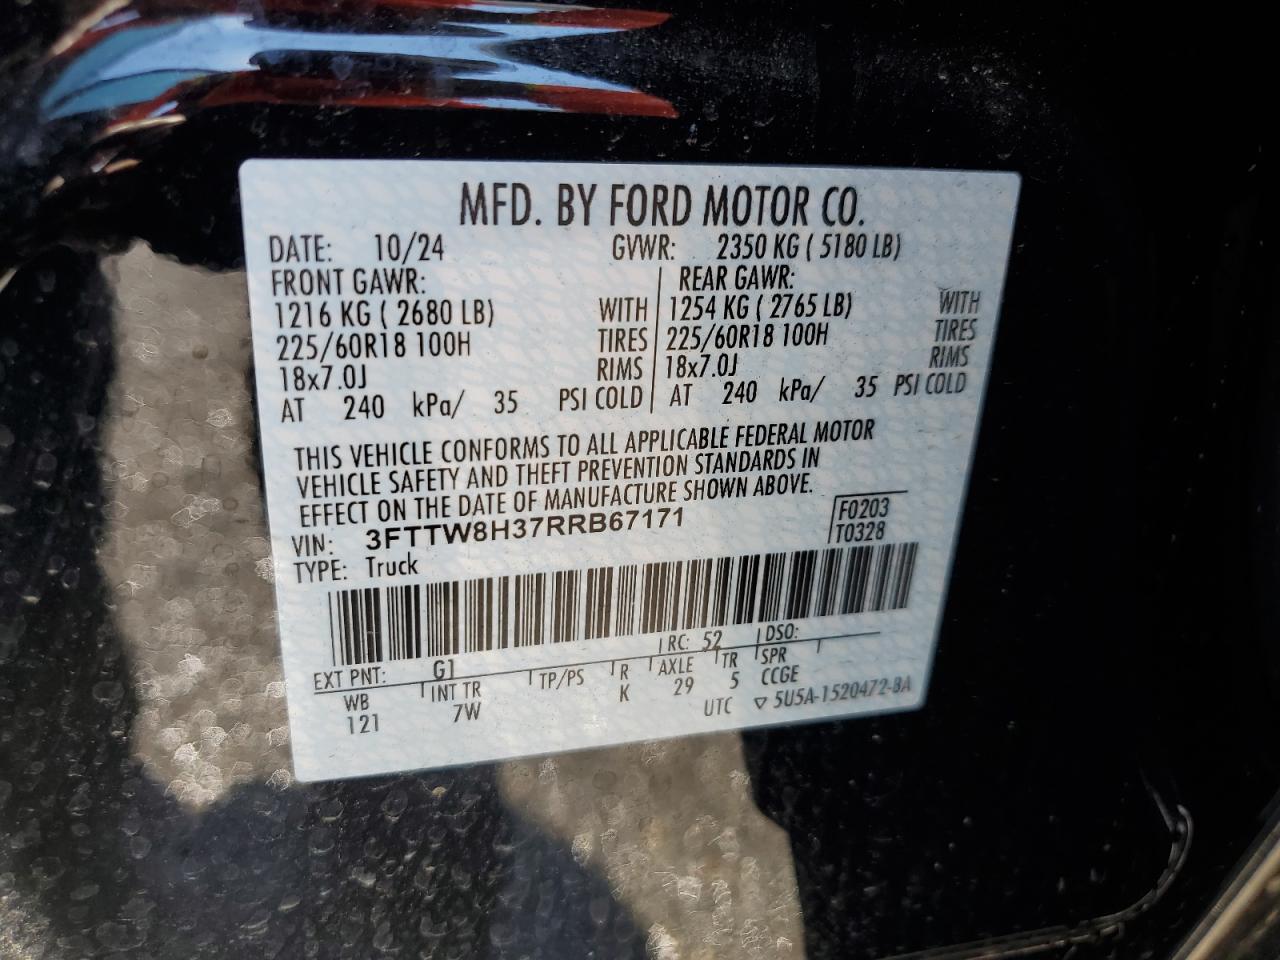 MFD. BY FORD MOTOR CO.
DATE: 10/24 GVWR: 2350 KG ( 5180 LB)
FRONT GAWR: REAR GAWR:
1216 KG ( 2680 LB) WITH 1254 KG ( 2765 LB) WITH
225/60R18 100H TIRES 225/60R18 100H TIRES
18x7.0J RIMS 18x7.0J RIMS
AT 240 kPa/ 35 PSI COLD AT 240 kPa/ 35 PSI COLD
THIS VEHICLE CONFORMS TO ALL APPLICABLE FEDERAL MOTOR
VEHICLE SAFETY AND THEFT PREVENTION STANDARDS IN
EFFECT ON THE DATE OF MANUFACTURE SHOWN ABOVE.
VIN: 3FTTW8H37RRB67171 F0203
TYPE: Truck T0328
EXT PNT: G1 RC: 52 DSO:
WB INT TR TP/PS R AXLE TR SPR
121 7W K 29 5 CCGE
UTC ▽ 5U5A-1520472-BA